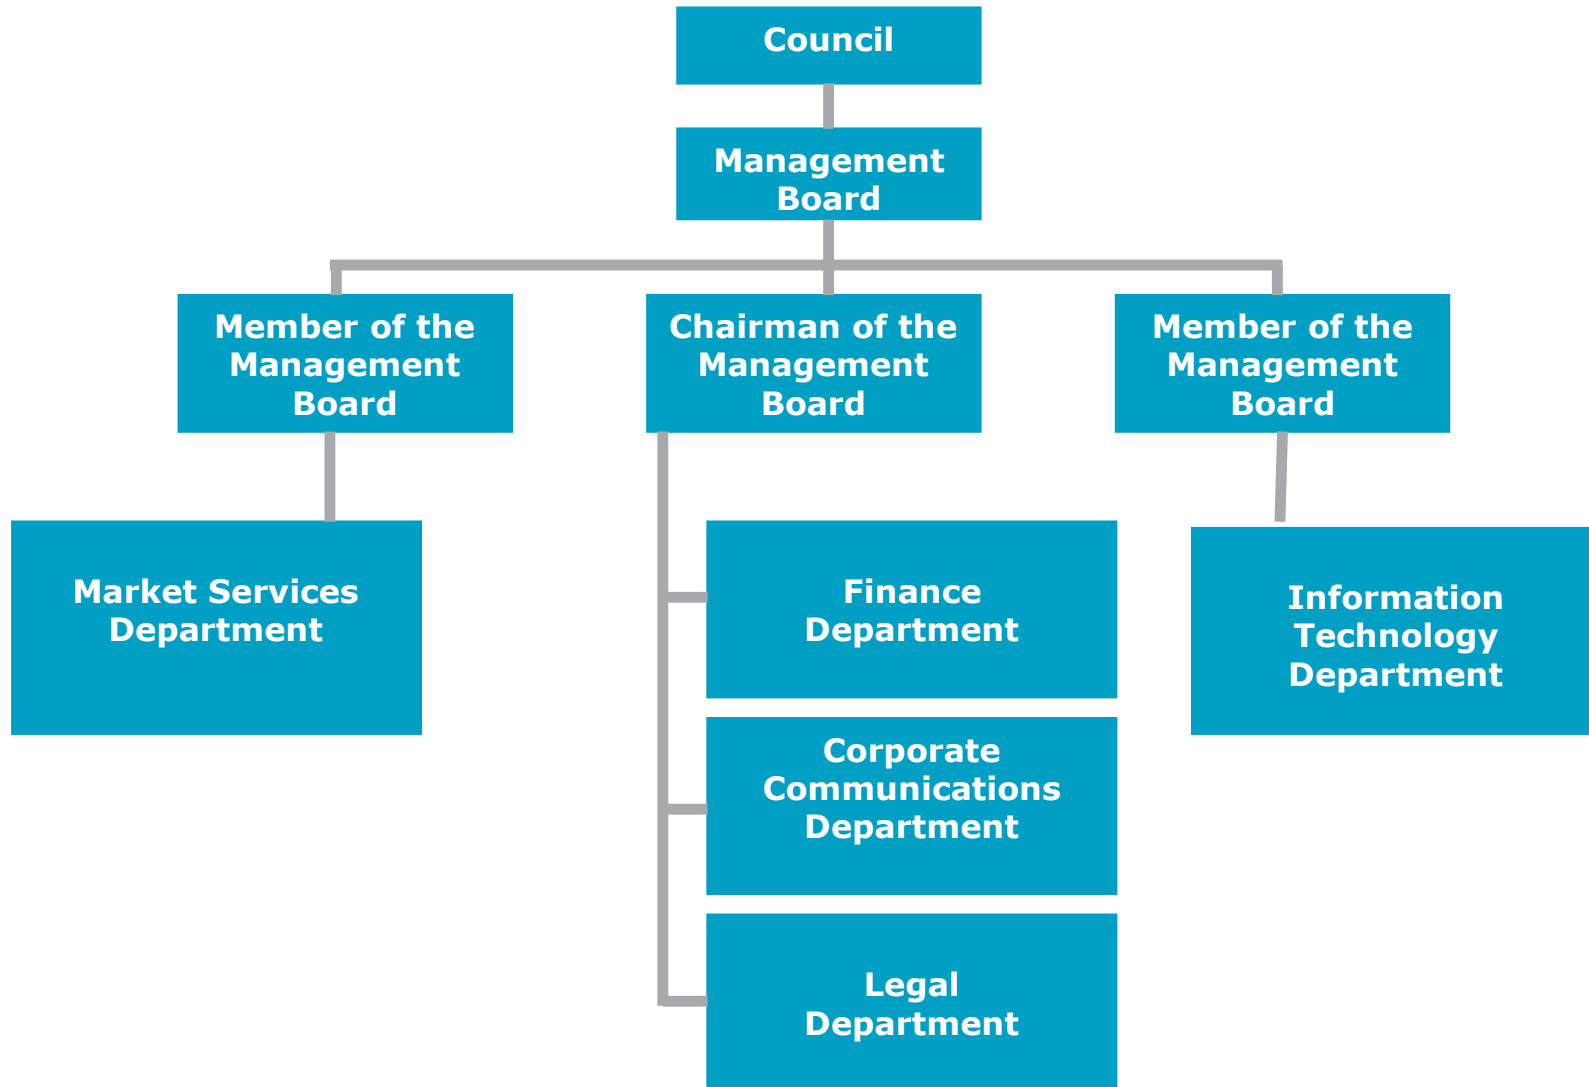 Council
Management
Board
Member of the
Management
Board
Chairman of the
Management
Board
Member of the
Management
Board
Market Services
Department
Finance
Department
Information
Technology
Department
Corporate
Communications
Department
Legal
Department